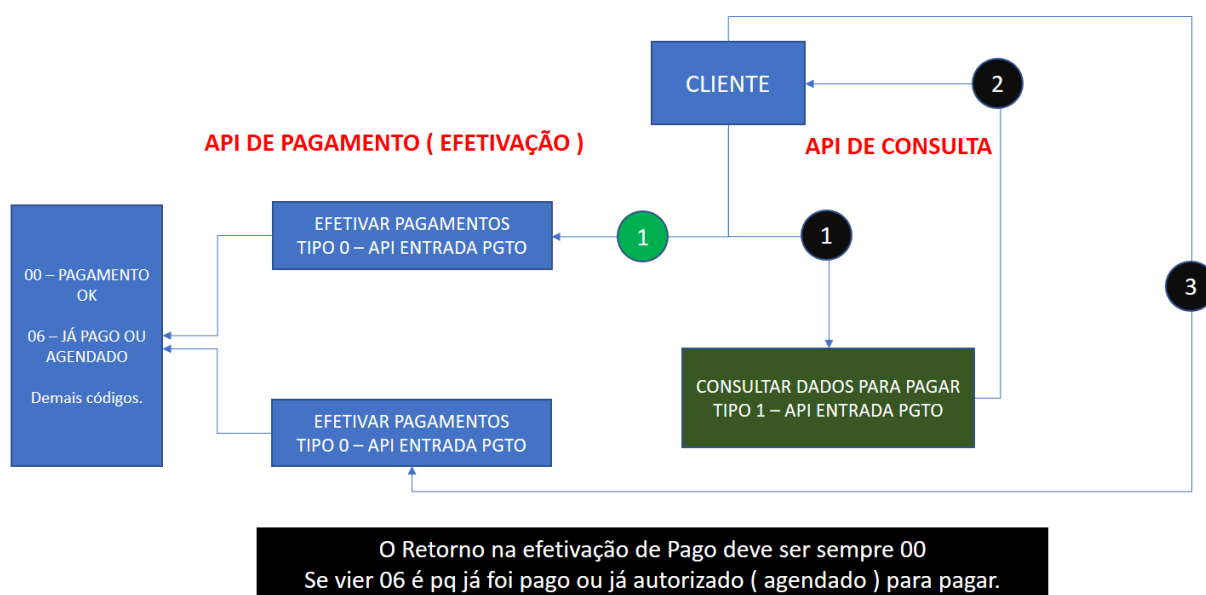 CLIENTE
2
API DE PAGAMENTO ( EFETIVAÇÃO )
API DE CONSULTA
EFETIVAR PAGAMENTOS
TIPO 0 – API ENTRADA PGTO
1
1
00 – PAGAMENTO
OK
06 – JÁ PAGO OU
AGENDADO
Demais códigos.
3
CONSULTAR DADOS PARA PAGAR
TIPO 1 – API ENTRADA PGTO
EFETIVAR PAGAMENTOS
TIPO 0 – API ENTRADA PGTO
O Retorno na efetivação de Pago deve ser sempre 00
Se vier 06 é pq já foi pago ou já autorizado ( agendado ) para pagar.